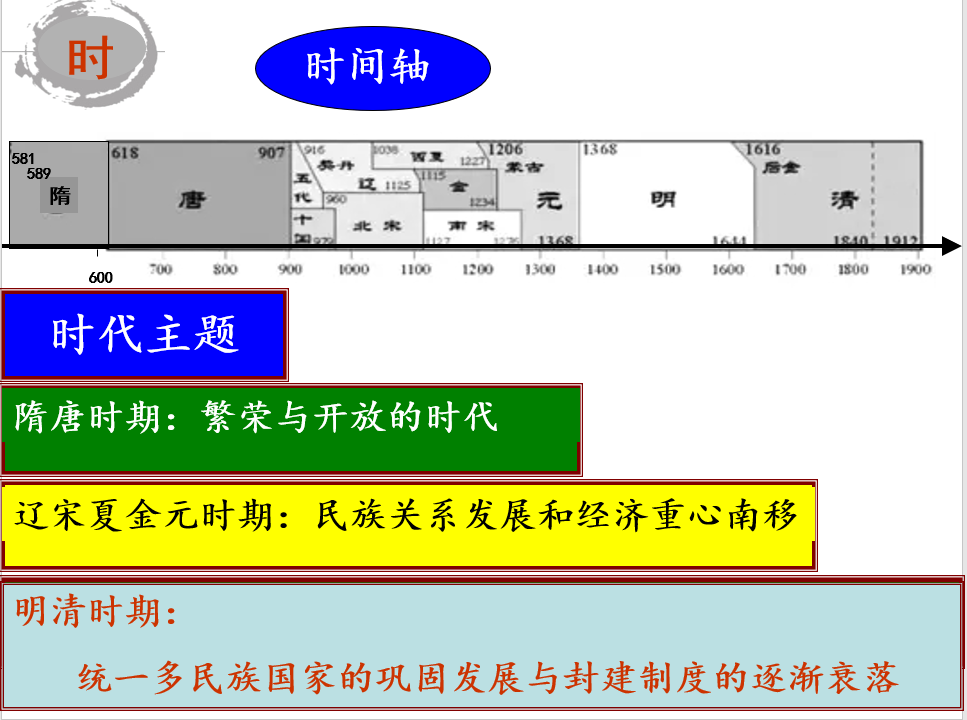 时
时间轴
581
589
隋
618
907
唐
916
契丹
1038
西夏
1227
1206
蒙古
1368
1616
后金
五代
辽
1125
1115
金
1234
元
明
清
960
十国
979
北宋
南宋
1127
1276
1368
1644
1840
1912
600
700
800
900
1000
1100
1200
1300
1400
1500
1600
1700
1800
1900
时代主题
隋唐时期：繁荣与开放的时代
辽宋夏金元时期：民族关系发展和经济重心南移
明清时期：
统一多民族国家的巩固发展与封建制度的逐渐衰落